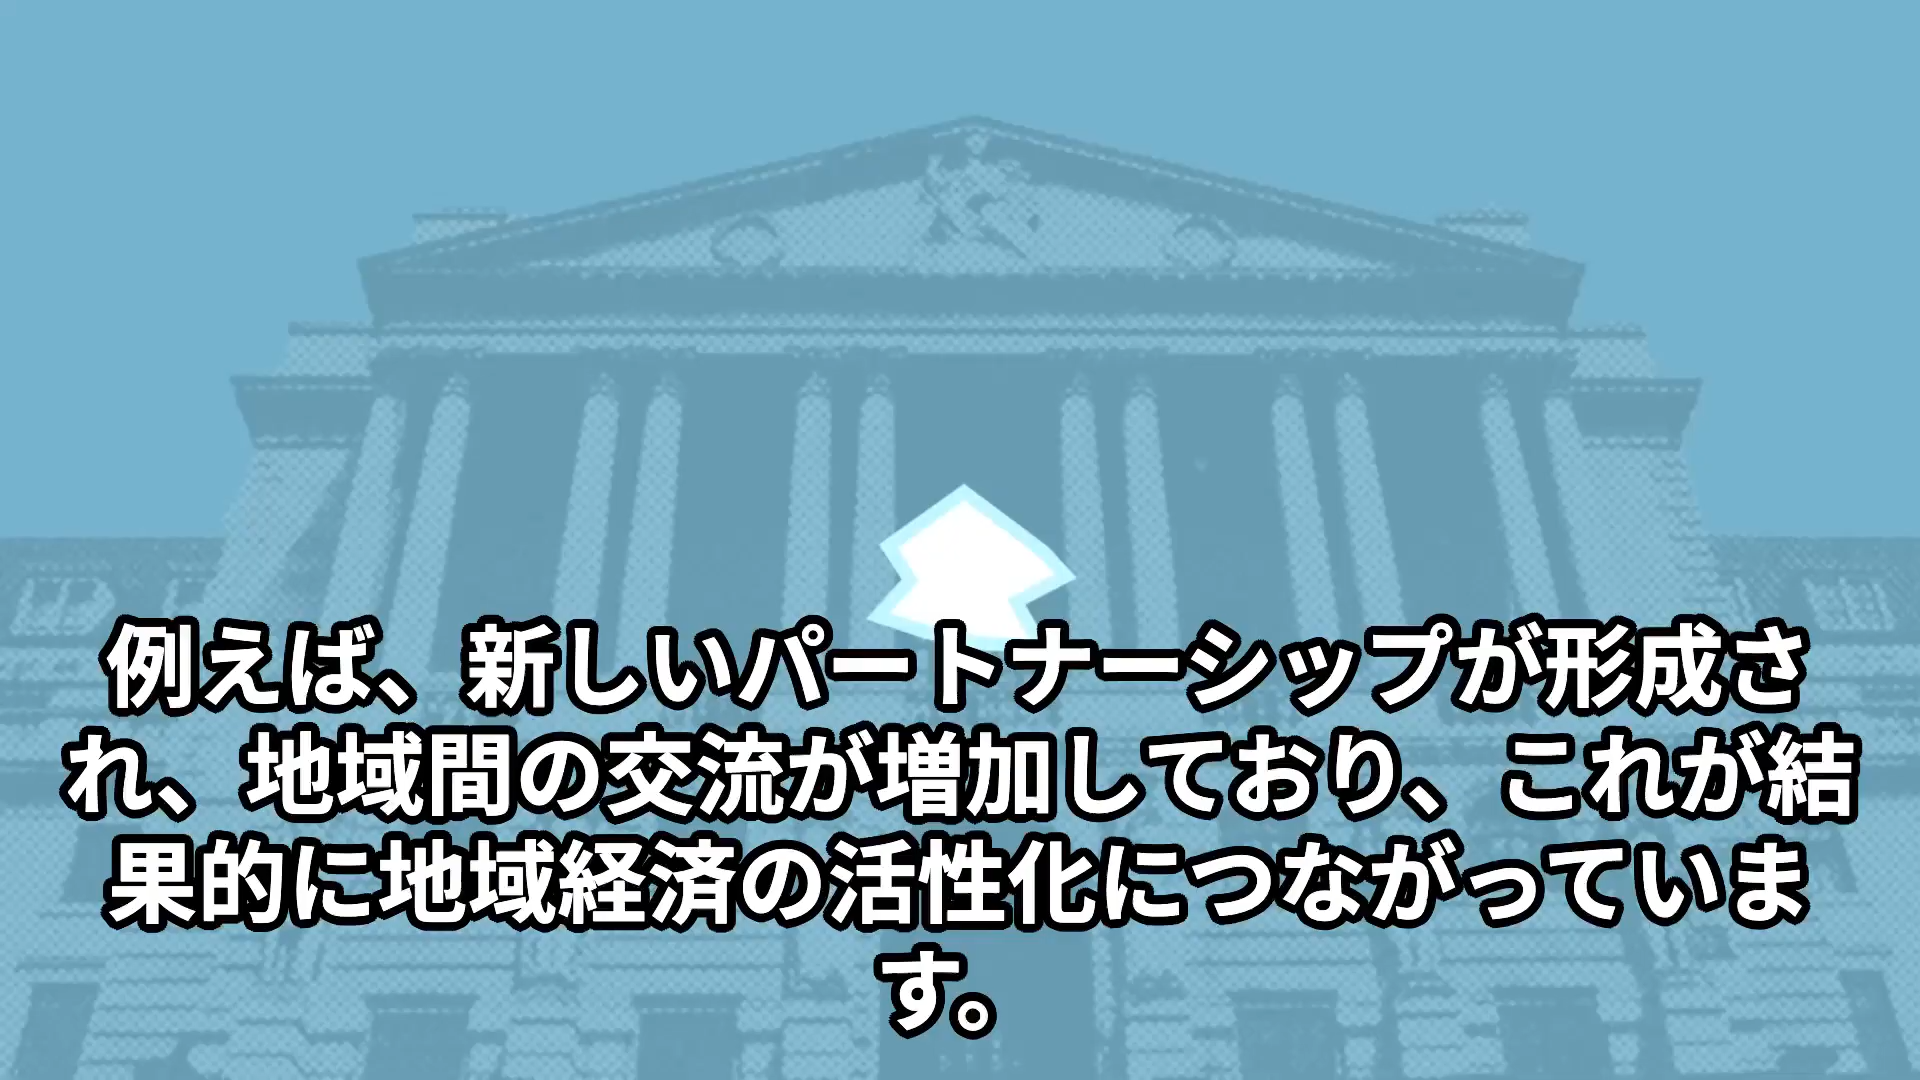 例えば、新しいパートナーシップが形成さ
れ、地域間の交流が増加しており、これが結
果的に地域経済の活性化につながっていま
す。